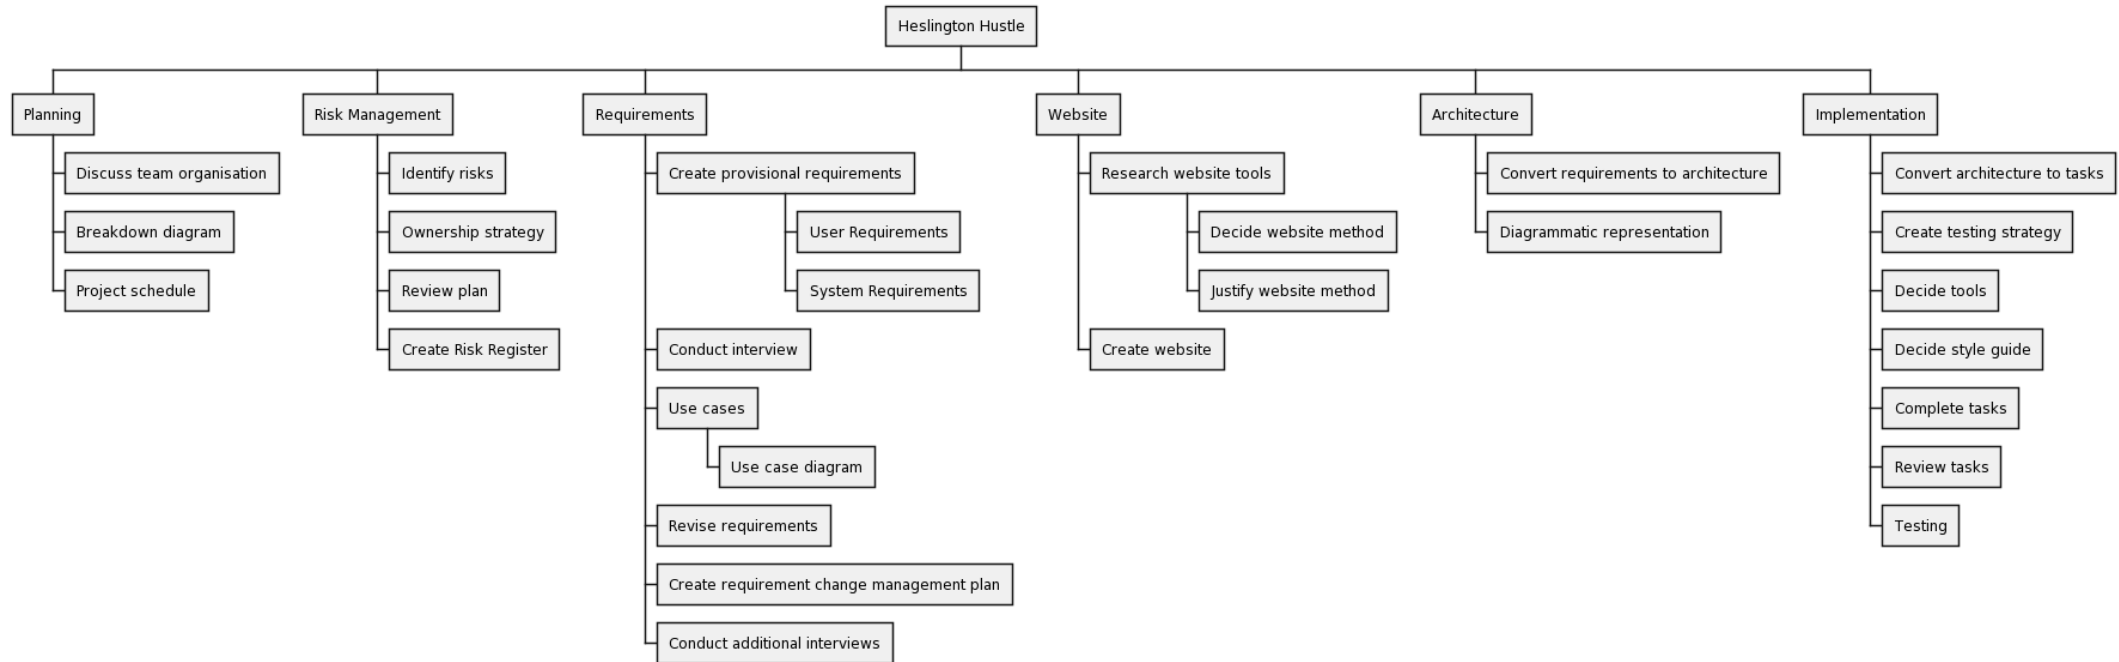 Heslington Hustle
Planning
Discuss team organisation
Breakdown diagram
Project schedule
Risk Management
Identify risks
Ownership strategy
Review plan
Create Risk Register
Requirements
Create provisional requirements
User Requirements
System Requirements
Conduct interview
Use cases
Use case diagram
Revise requirements
Create requirement change management plan
Conduct additional interviews
Website
Research website tools
Decide website method
Justify website method
Create website
Architecture
Convert requirements to architecture
Diagrammatic representation
Implementation
Convert architecture to tasks
Create testing strategy
Decide tools
Decide style guide
Complete tasks
Review tasks
Testing